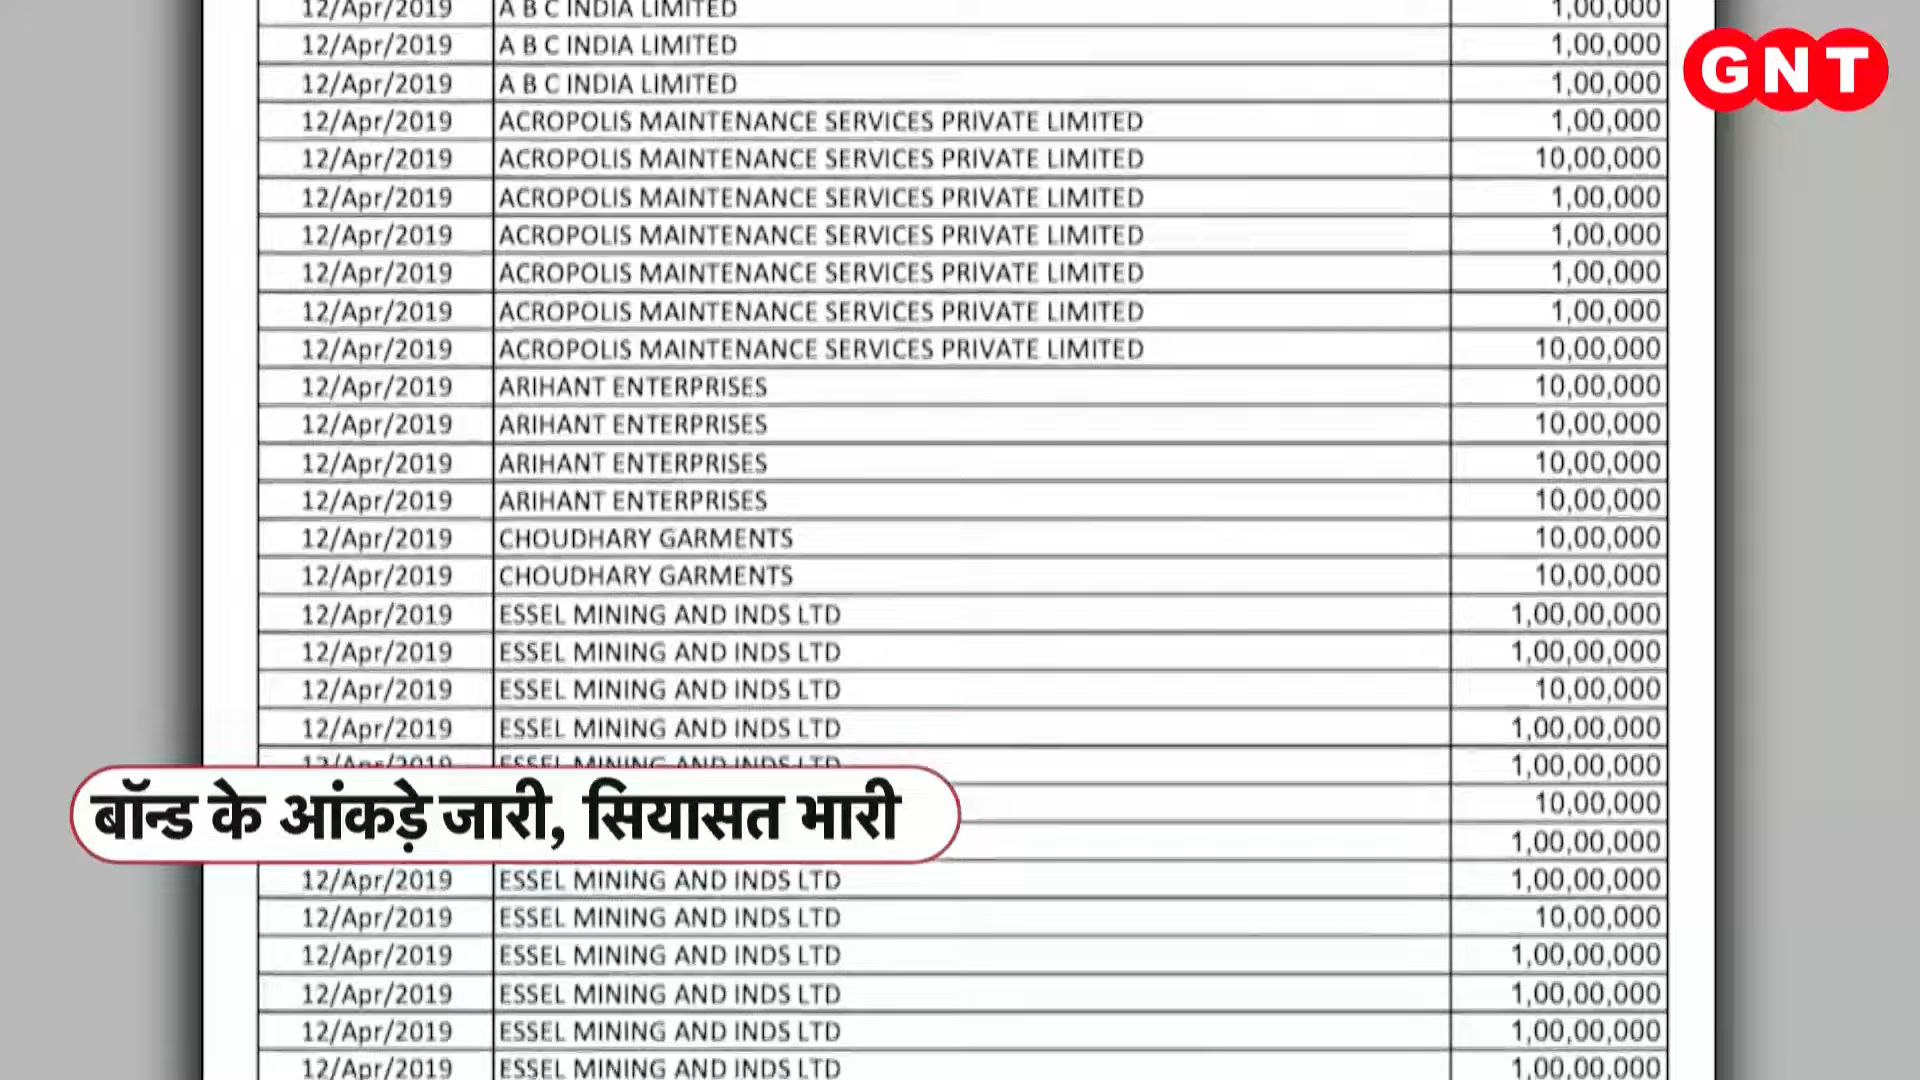 12/Apr/2019 A B C INDIA LIMITED 1,00,000
12/Apr/2019 A B C INDIA LIMITED 1,00,000
12/Apr/2019 A B C INDIA LIMITED 1,00,000
GNT
12/Apr/2019 ACROPOLIS MAINTENANCE SERVICES PRIVATE LIMITED 1,00,000
12/Apr/2019 ACROPOLIS MAINTENANCE SERVICES PRIVATE LIMITED 10,00,000
12/Apr/2019 ACROPOLIS MAINTENANCE SERVICES PRIVATE LIMITED 1,00,000
12/Apr/2019 ACROPOLIS MAINTENANCE SERVICES PRIVATE LIMITED 1,00,000
12/Apr/2019 ACROPOLIS MAINTENANCE SERVICES PRIVATE LIMITED 1,00,000
12/Apr/2019 ACROPOLIS MAINTENANCE SERVICES PRIVATE LIMITED 1,00,000
12/Apr/2019 ACROPOLIS MAINTENANCE SERVICES PRIVATE LIMITED 10,00,000
12/Apr/2019 ARIHANT ENTERPRISES 10,00,000
12/Apr/2019 ARIHANT ENTERPRISES 10,00,000
12/Apr/2019 ARIHANT ENTERPRISES 10,00,000
12/Apr/2019 ARIHANT ENTERPRISES 10,00,000
12/Apr/2019 CHOUDHARY GARMENTS 10,00,000
12/Apr/2019 CHOUDHARY GARMENTS 10,00,000
12/Apr/2019 ESSEL MINING AND INDS LTD 1,00,00,000
12/Apr/2019 ESSEL MINING AND INDS LTD 1,00,00,000
12/Apr/2019 ESSEL MINING AND INDS LTD 10,00,000
12/Apr/2019 ESSEL MINING AND INDS LTD 1,00,00,000
12/Apr/2019 ESSEL MINING AND INDS LTD 1,00,00,000
10,00,000
बॉन्ड के आंकड़े जारी, सियासत भारी
1,00,00,000
12/Apr/2019 ESSEL MINING AND INDS LTD 1,00,00,000
12/Apr/2019 ESSEL MINING AND INDS LTD 10,00,000
12/Apr/2019 ESSEL MINING AND INDS LTD 1,00,00,000
12/Apr/2019 ESSEL MINING AND INDS LTD 1,00,00,000
12/Apr/2019 ESSEL MINING AND INDS LTD 1,00,00,000
12/Apr/2019 ESSEL MINING AND INDS LTD 1,00,00,000